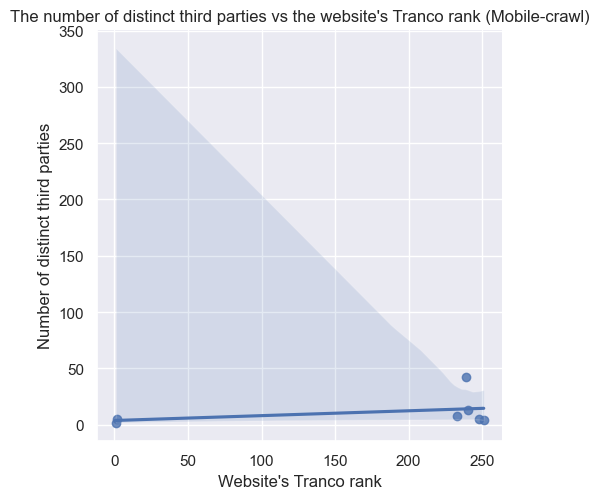 The number of distinct third parties vs the website's Tranco rank (Mobile-crawl)
350
300
250
200
150
100
50
0
Number of distinct third parties
0 50 100 150 200 250
Website's Tranco rank